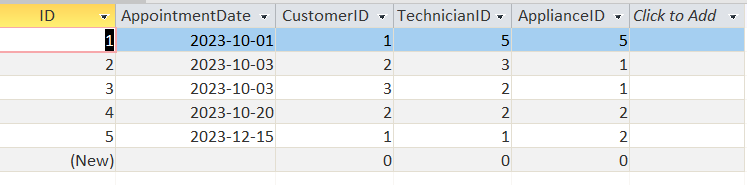 ID AppointmentDate CustomerID TechnicianID ApplianceID Click to Add
1 2023-10-01 1 5 5
2 2023-10-03 2 3 1
3 2023-10-03 3 2 1
4 2023-10-20 2 2 2
5 2023-12-15 1 1 2
(New) 0 0 0